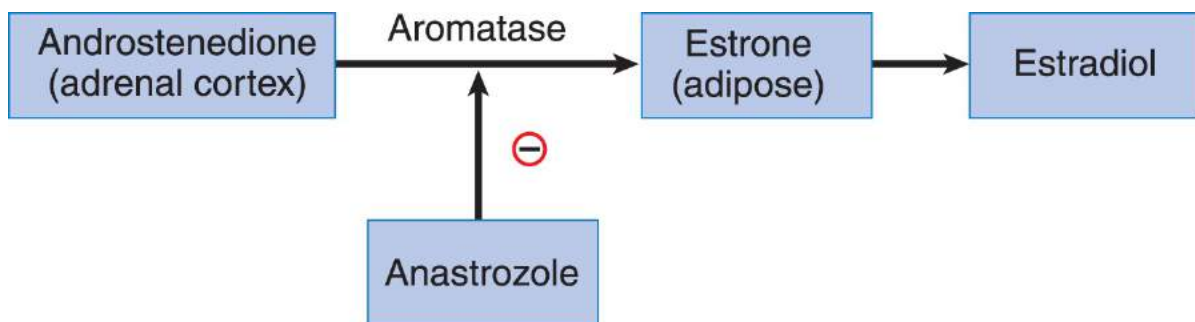 Androstenedione
(adrenal cortex)
Aromatase
Estrone
(adipose)
Estradiol
Anastrozole